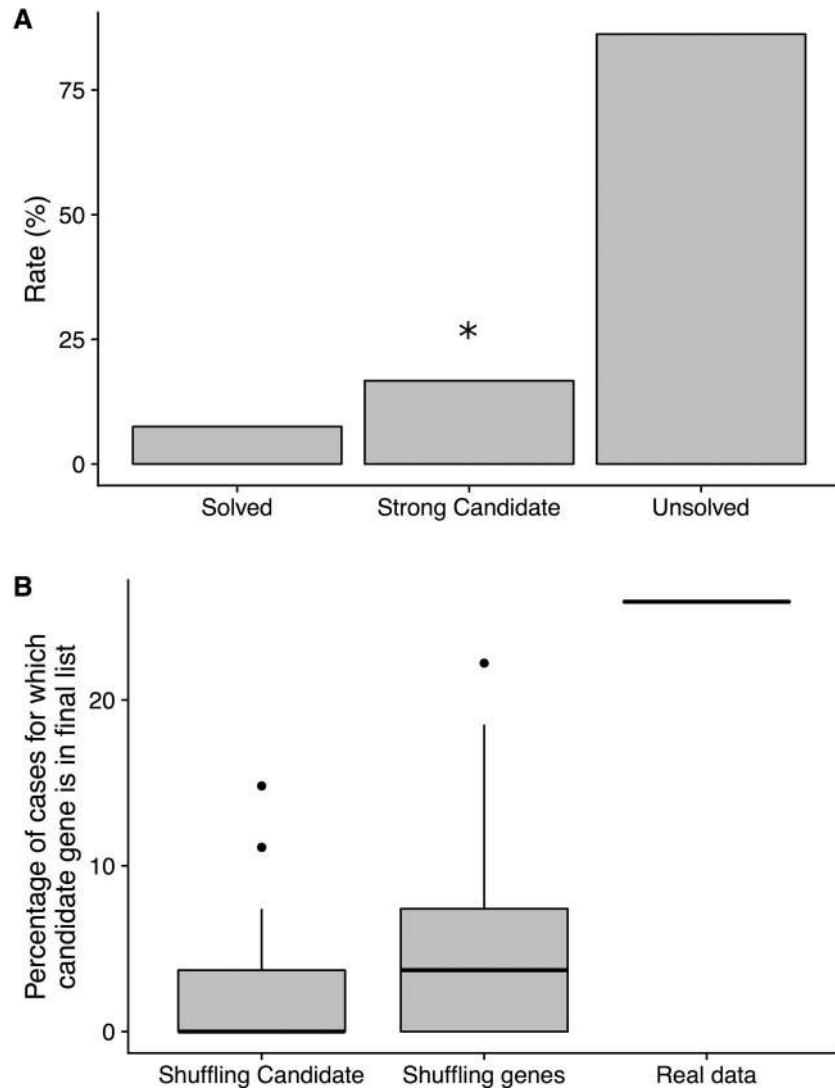 A
Rate (%)
75
50
25
0
*
Solved Strong Candidate Unsolved
B
Percentage of cases for which
candidate gene is in final list
20
10
0
Shuffling Candidate Shuffling genes Real data